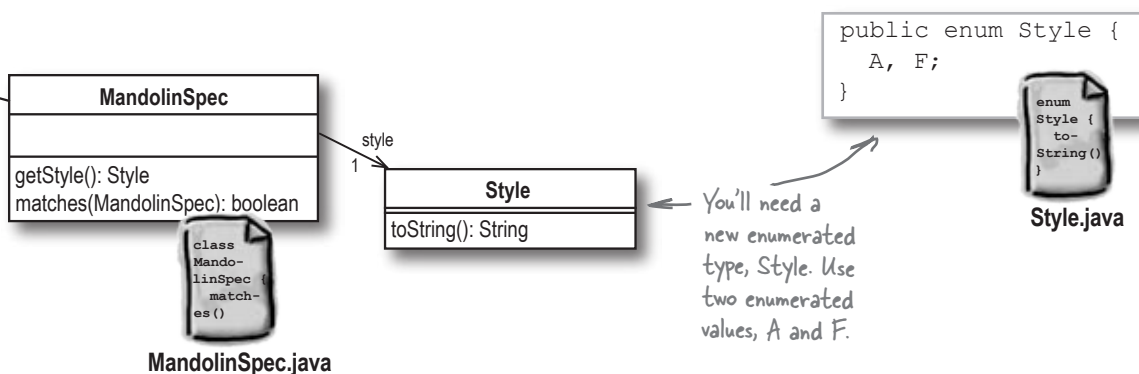 public enum Style {
A, F;
}
enum
Style {
to-
String()
}
Style.java
MandolinSpec
getStyle(): Style
matches(MandolinSpec): boolean
style
1
Style
toString(): String
You'll need a
new enumerated
type, Style. Use
two enumerated
values, A and F.
class
Mando-
linSpec {
match-
es()
MandolinSpec.java